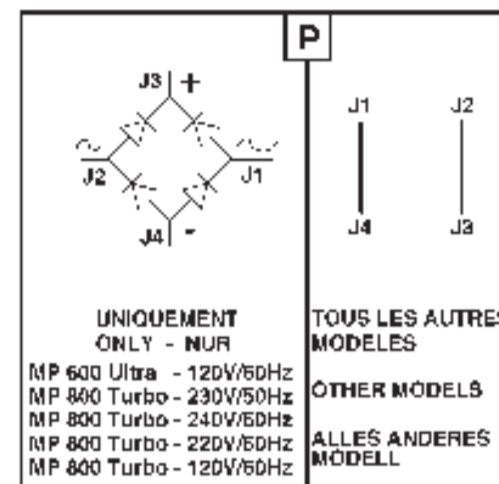 P
J3 +
J2
J1
J4 -
J1 J2
J4 J3
UNIQUEMENT
ONLY - NUR
MP 600 Ultra - 120V/60Hz
MP 800 Turbo - 230V/50Hz
MP 800 Turbo - 240V/50Hz
MP 800 Turbo - 220V/60Hz
MP 800 Turbo - 120V/60Hz
TOUS LES AUTRES
MODELES
OTHER MODELS
ALLES ANDERES
MODELL